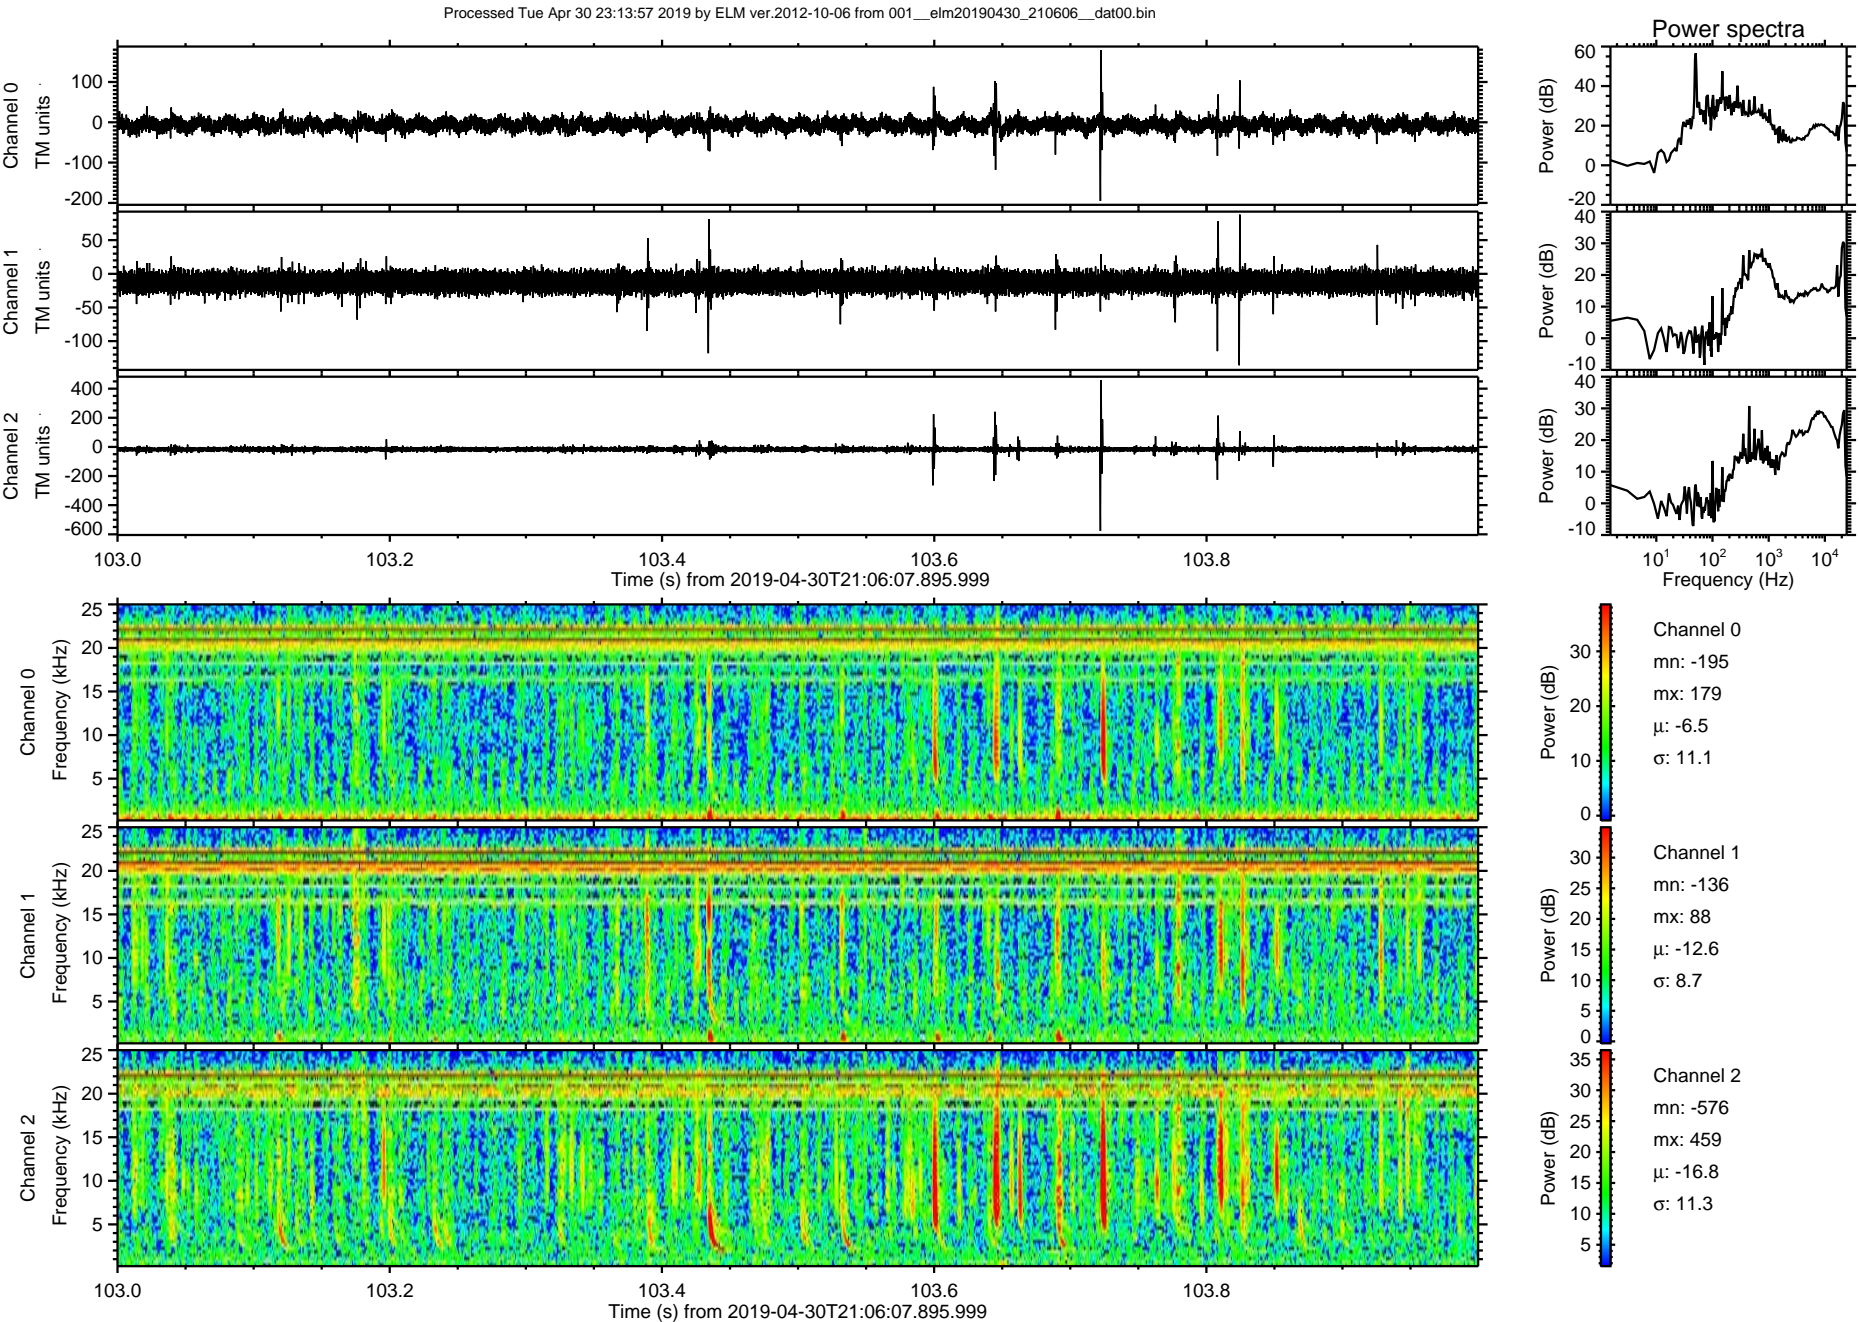 Processed Tue Apr 30 23:13:57 2019 by ELM ver.2012-10-06 from 001__elm20190430_210606__dat00.bin
Power spectra
Channel 0
TM units
100
0
-100
-200
Power (dB)
60
40
20
0
-20
Channel 1
TM units
50
0
-50
-100
Power (dB)
40
30
20
10
0
-10
Channel 2
TM units
400
200
0
-200
-400
-600
Power (dB)
40
30
20
10
0
-10
103.0 103.2 103.4 103.6 103.8
Time (s) from 2019-04-30T21:06:07.895.999
10^1 10^2 10^3 10^4
Frequency (Hz)
Channel 0
Frequency (kHz)
25
20
15
10
5
Power (dB)
30
20
10
0
Channel 0
mn: -195
mx: 179
µ: -6.5
σ: 11.1
Channel 1
Frequency (kHz)
25
20
15
10
5
Power (dB)
30
25
20
15
10
5
0
Channel 1
mn: -136
mx: 88
µ: -12.6
σ: 8.7
Channel 2
Frequency (kHz)
25
20
15
10
5
Power (dB)
35
30
25
20
15
10
5
Channel 2
mn: -576
mx: 459
µ: -16.8
σ: 11.3
103.0 103.2 103.4 103.6 103.8
Time (s) from 2019-04-30T21:06:07.895.999